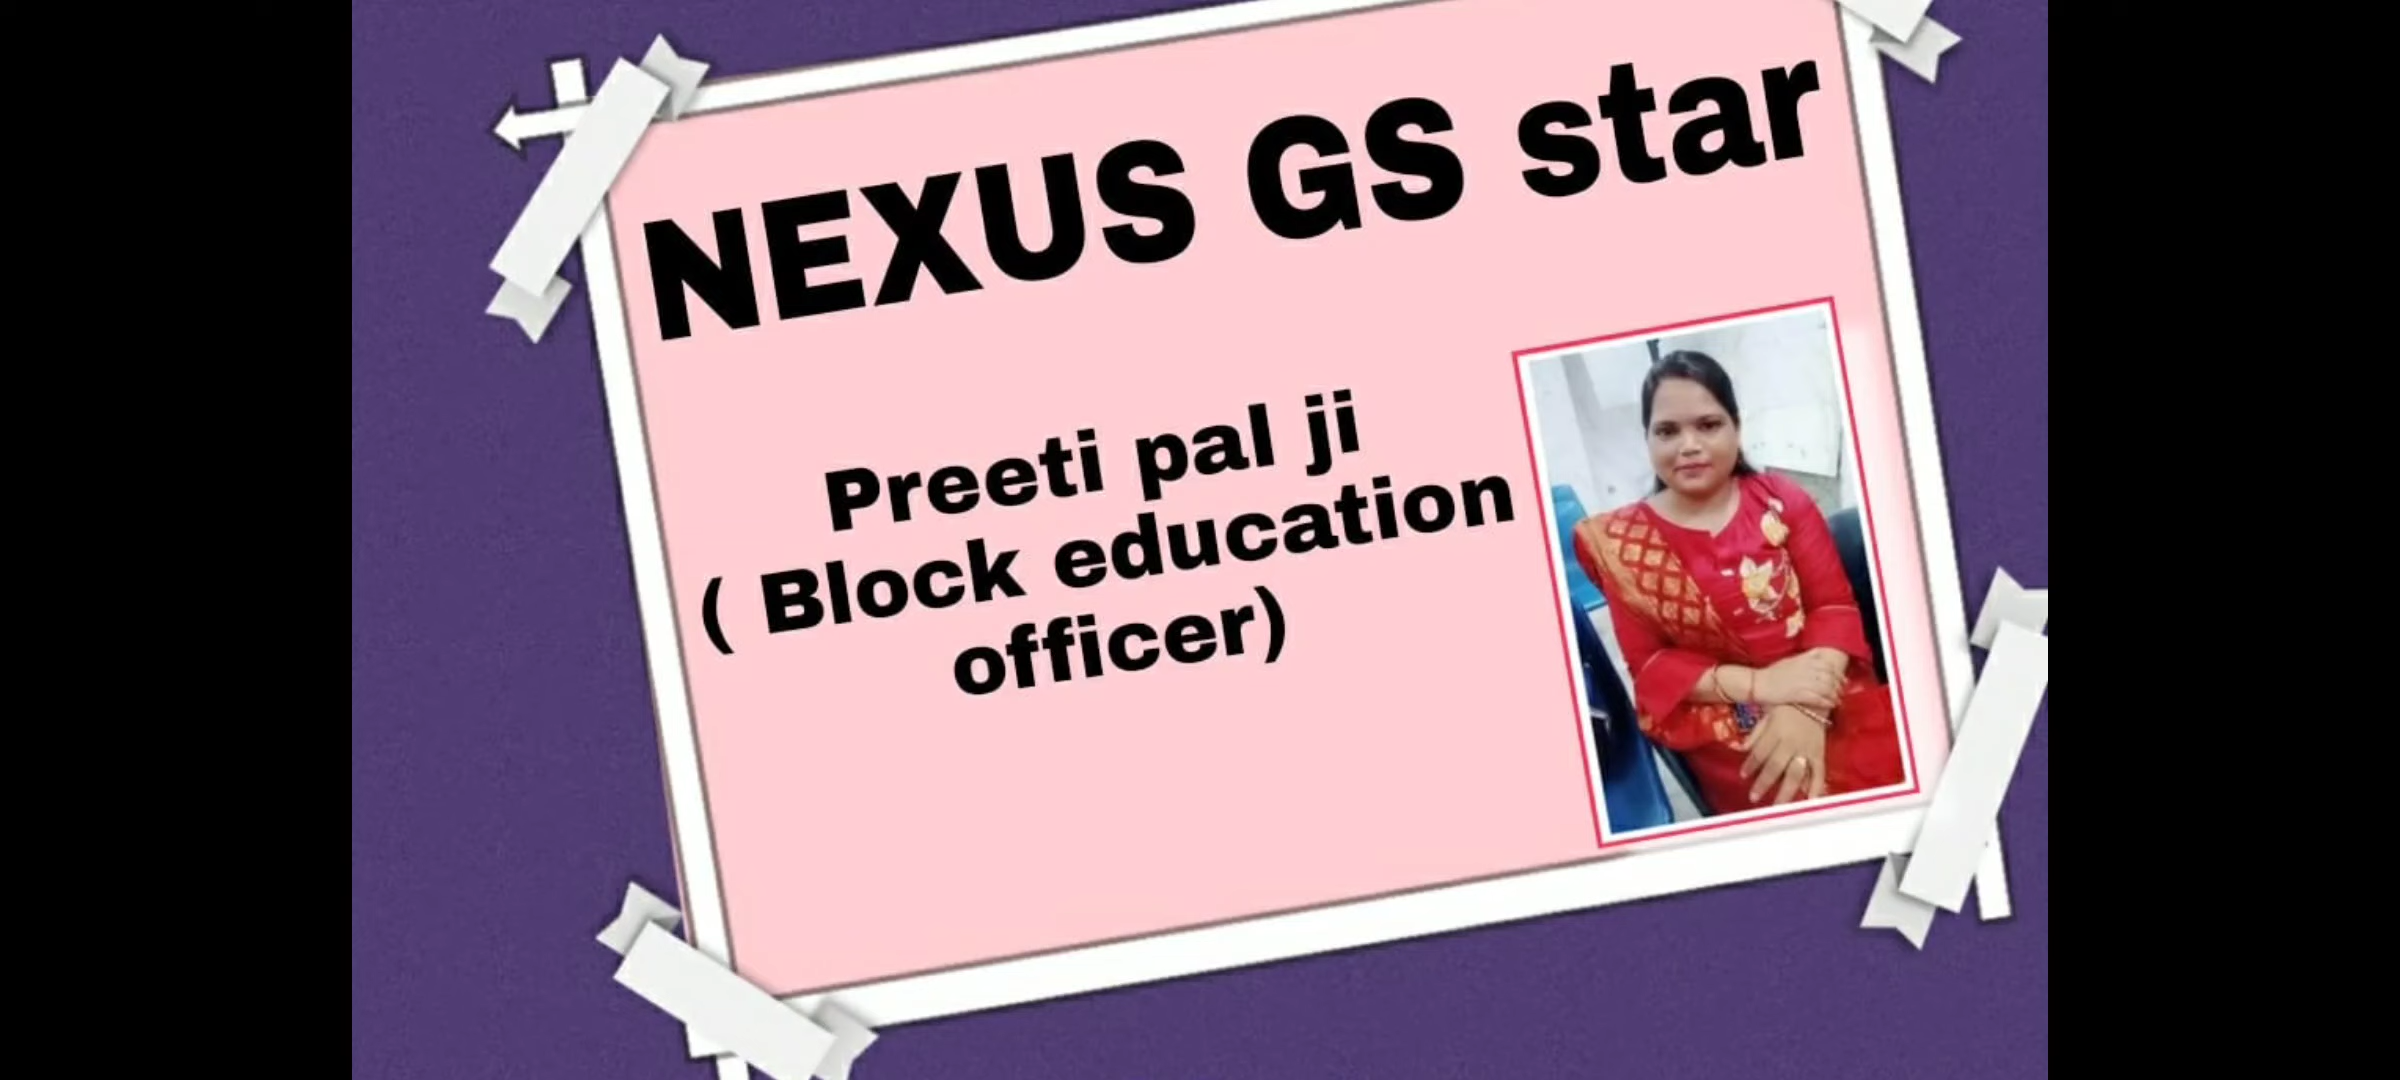 NEXUS GS star
Preeti pal ji
( Block education
officer)